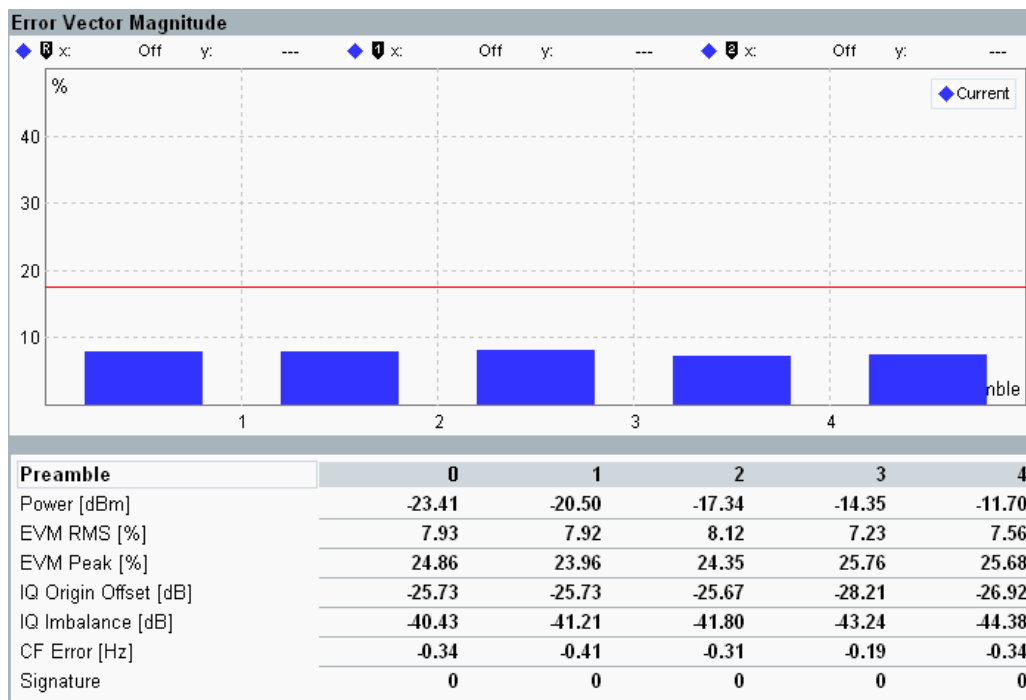 Error Vector Magnitude
R x: Off y: --- 1 x: Off y: --- 2 x: Off y: ---
%
Current
40
30
20
10
mble
1 2 3 4
Preamble 0 1 2 3 4
Power [dBm] -23.41 -20.50 -17.34 -14.35 -11.70
EVM RMS [%] 7.93 7.92 8.12 7.23 7.56
EVM Peak [%] 24.86 23.96 24.35 25.76 25.68
IQ Origin Offset [dB] -25.73 -25.73 -25.67 -28.21 -26.92
IQ Imbalance [dB] -40.43 -41.21 -41.80 -43.24 -44.38
CF Error [Hz] -0.34 -0.41 -0.31 -0.19 -0.34
Signature 0 0 0 0 0